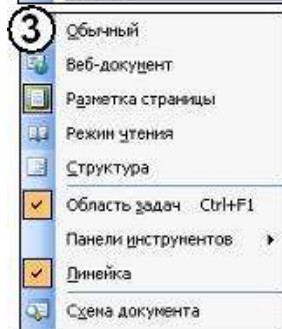 3
Обычный
Веб-документ
Разметка страницы
Режим чтения
Структура
Область задач Ctrl+F1
Панели инструментов
Линейка
Схема документа